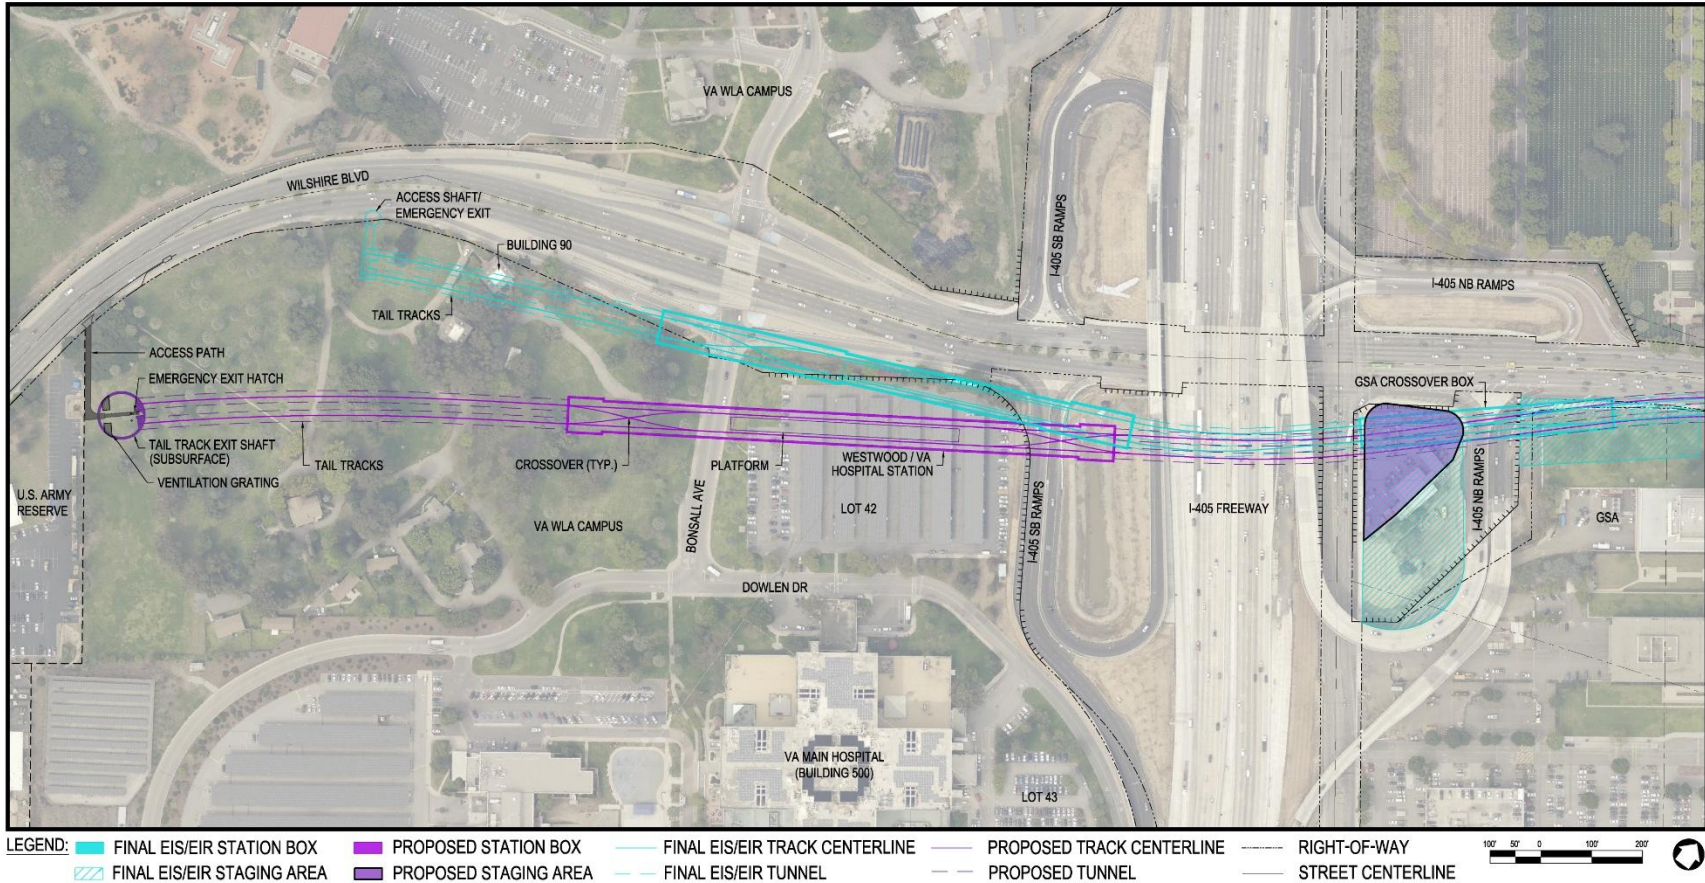 VA WLA CAMPUS
WILSHIRE BLVD
ACCESS SHAFT/
EMERGENCY EXIT
BUILDING 90
I-405 SB RAMPS
I-405 NB RAMPS
TAIL TRACKS
ACCESS PATH
EMERGENCY EXIT HATCH
GSA CROSSOVER BOX
TAIL TRACK EXIT SHAFT
(SUBSURFACE)
TAIL TRACKS
VENTILATION GRATING
CROSSOVER (TYP.)
PLATFORM
WESTWOOD / VA
HOSPITAL STATION
U.S. ARMY
RESERVE
VA WLA CAMPUS
BONSALL AVE
LOT 42
I-405 SB RAMPS
I-405 FREEWAY
I-405 NB RAMPS
GSA
DOWLEN DR
VA MAIN HOSPITAL
(BUILDING 500)
LOT 43
LEGEND:
FINAL EIS/EIR STATION BOX
PROPOSED STATION BOX
FINAL EIS/EIR TRACK CENTERLINE
PROPOSED TRACK CENTERLINE
RIGHT-OF-WAY
100' 50' 0 100' 200'
FINAL EIS/EIR STAGING AREA
PROPOSED STAGING AREA
FINAL EIS/EIR TUNNEL
PROPOSED TUNNEL
STREET CENTERLINE